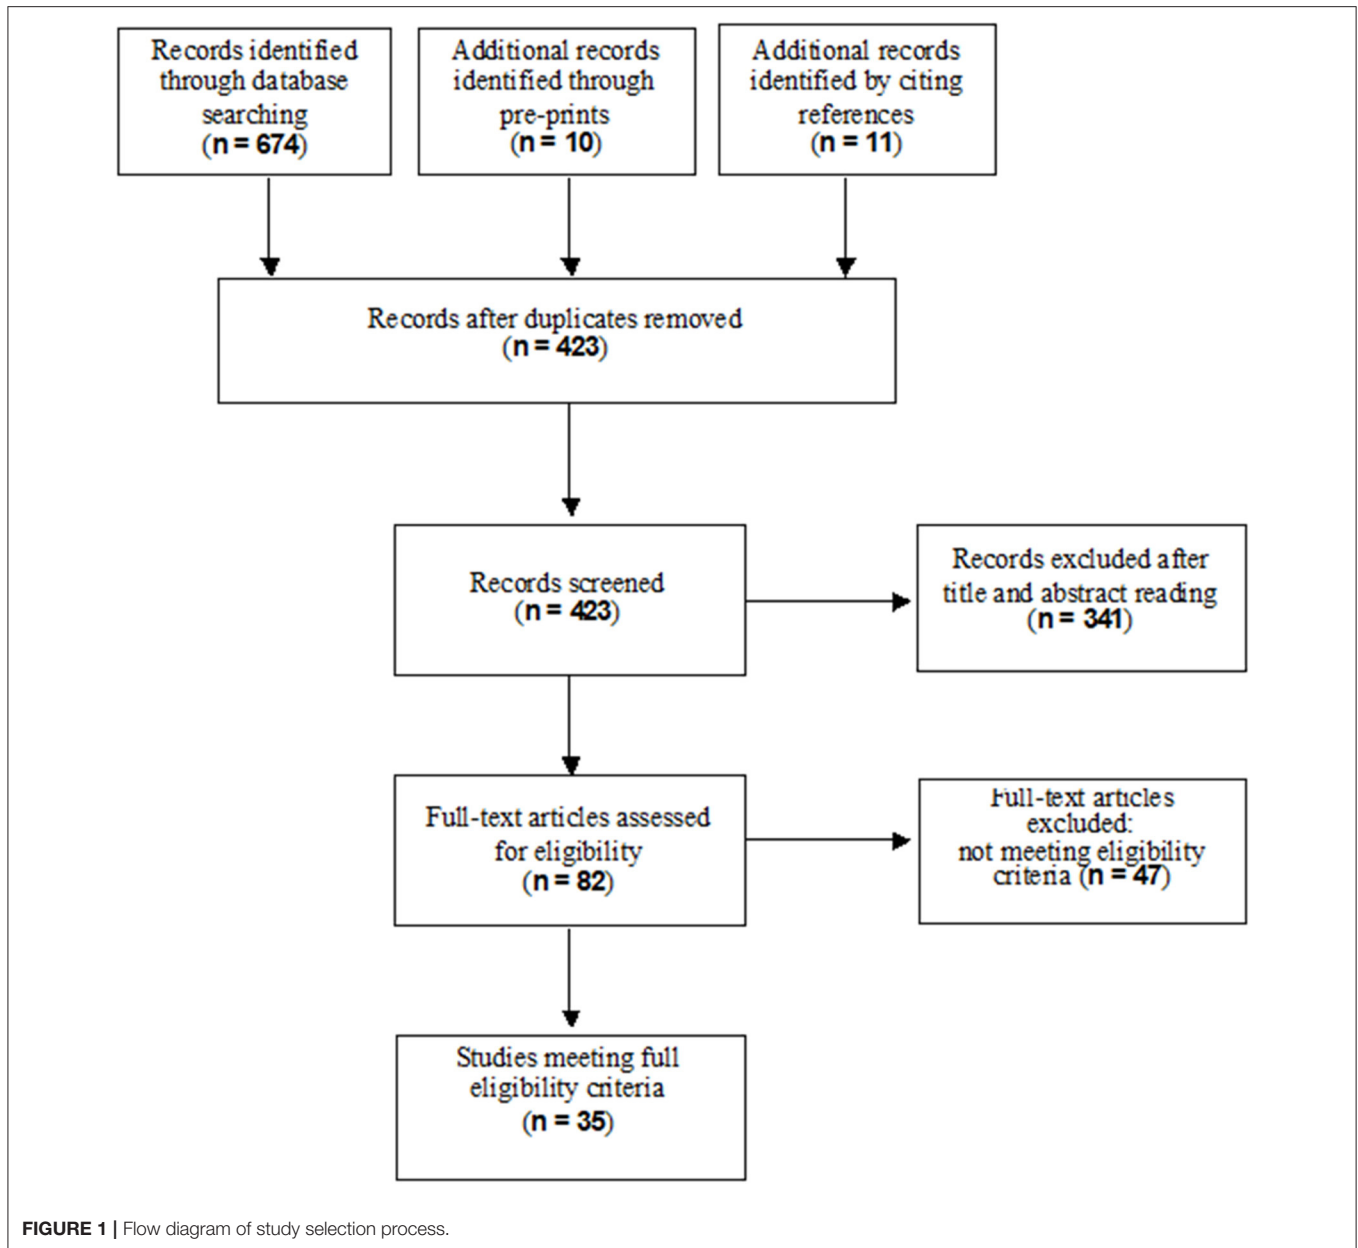 Records identified
through database
searching
(n = 674)
Additional records
identified through
pre-prints
(n = 10)
Additional records
identified by citing
references
(n = 11)
Records after duplicates removed
(n = 423)
Records screened
(n = 423)
Records excluded after
title and abstract reading
(n = 341)
Full-text articles assessed
for eligibility
(n = 82)
Full-text articles
excluded:
not meeting eligibility
criteria (n = 47)
Studies meeting full
eligibility criteria
(n = 35)
FIGURE 1 | Flow diagram of study selection process.